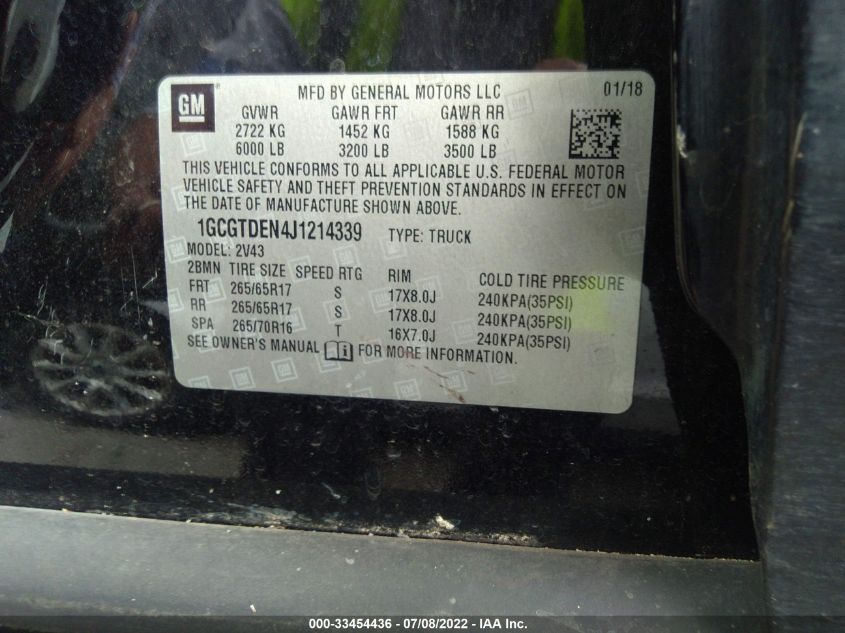 GM
MFD BY GENERAL MOTORS LLC 01/18
GVWR GAWR FRT GAWR RR
2722 KG 1452 KG 1588 KG
6000 LB 3200 LB 3500 LB
THIS VEHICLE CONFORMS TO ALL APPLICABLE U.S. FEDERAL MOTOR
VEHICLE SAFETY AND THEFT PREVENTION STANDARDS IN EFFECT ON
THE DATE OF MANUFACTURE SHOWN ABOVE.
1GCGTDEN4J1214339 TYPE: TRUCK
MODEL: 2V43
2BMN TIRE SIZE SPEED RTG RIM COLD TIRE PRESSURE
FRT 265/65R17 S 17X8.0J 240KPA(35PSI)
RR 265/65R17 S 17X8.0J 240KPA(35PSI)
SPA 265/70R16 T 16X7.0J 240KPA(35PSI)
SEE OWNER'S MANUAL FOR MORE INFORMATION.
000-33454436 - 07/08/2022 - IAA Inc.